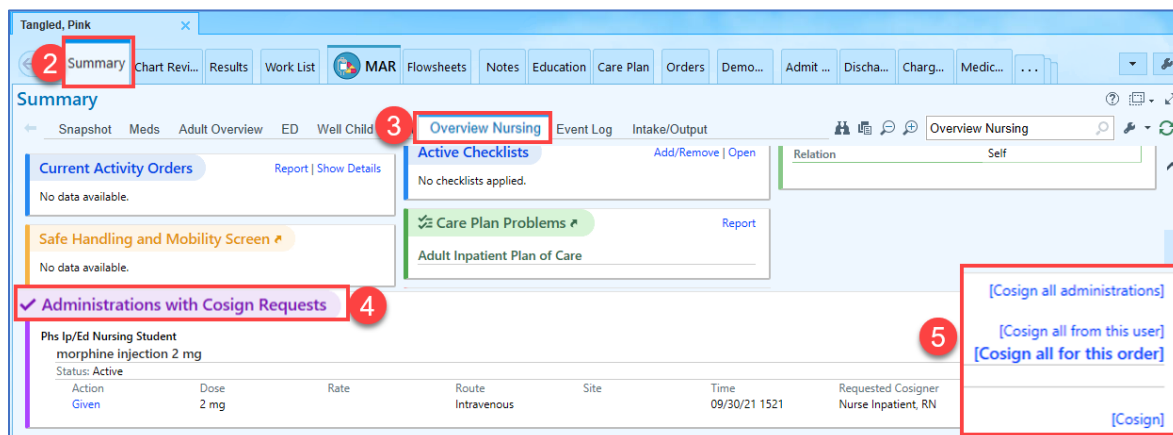 Tangled, Pink
2 Summary Chart Revi... Results Work List MAR Flowsheets Notes Education Care Plan Orders Demo... Admit ... Discha... Charg... Medic... ...
Summary
Snapshot Meds Adult Overview ED Well Child 3 Overview Nursing Event Log Intake/Output Overview Nursing
Current Activity Orders Report | Show Details
No data available.
Safe Handling and Mobility Screen
No data available.
Active Checklists Add/Remove | Open
No checklists applied.
Care Plan Problems Report
Adult Inpatient Plan of Care
Relation Self
Administrations with Cosign Requests 4
Phs Ip/Ed Nursing Student
morphine injection 2 mg
Status: Active
Action Dose Rate Route Site Time Requested Cosigner
Given 2 mg Intravenous 09/30/21 1521 Nurse Inpatient, RN
5
[Cosign all administrations]
[Cosign all from this user]
[Cosign all for this order]
[Cosign]